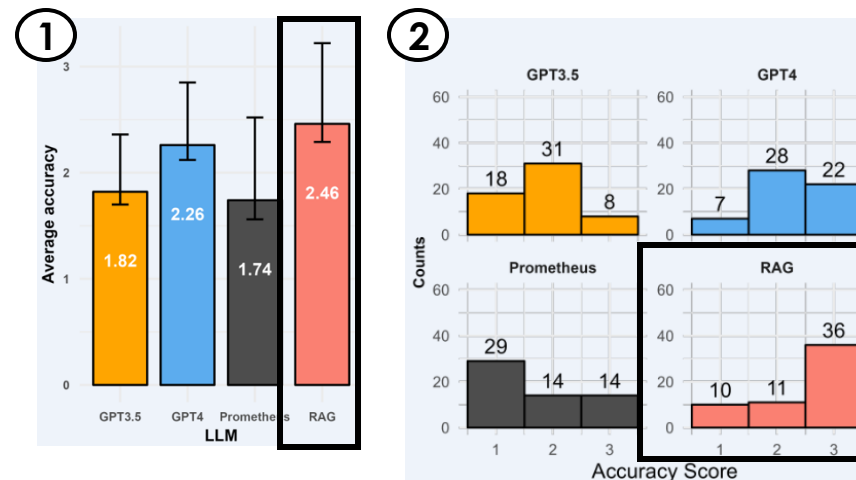 1
3
2
1
0
Average accuracy
1.82
2.26
1.74
2.46
GPT3.5 GPT4 Prometheus RAG
LLM
2
GPT3.5 GPT4
60 60
40 40
20 20
0 0
18 31 8
7 28 22
Counts
Prometheus RAG
60 60
40 40
20 20
0 0
29 14 14
10 11 36
1 2 3 1 2 3
Accuracy Score